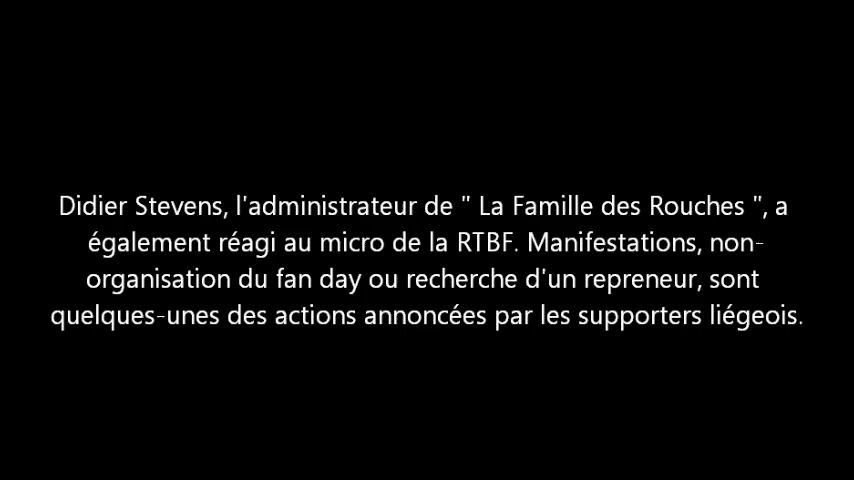 Didier Stevens, l'administrateur de " La Famille des Rouches ", a
également réagi au micro de la RTBF. Manifestations, non-
organisation du fan day ou recherche d'un repreneur, sont
quelques-unes des actions annoncées par les supporters liégeois.